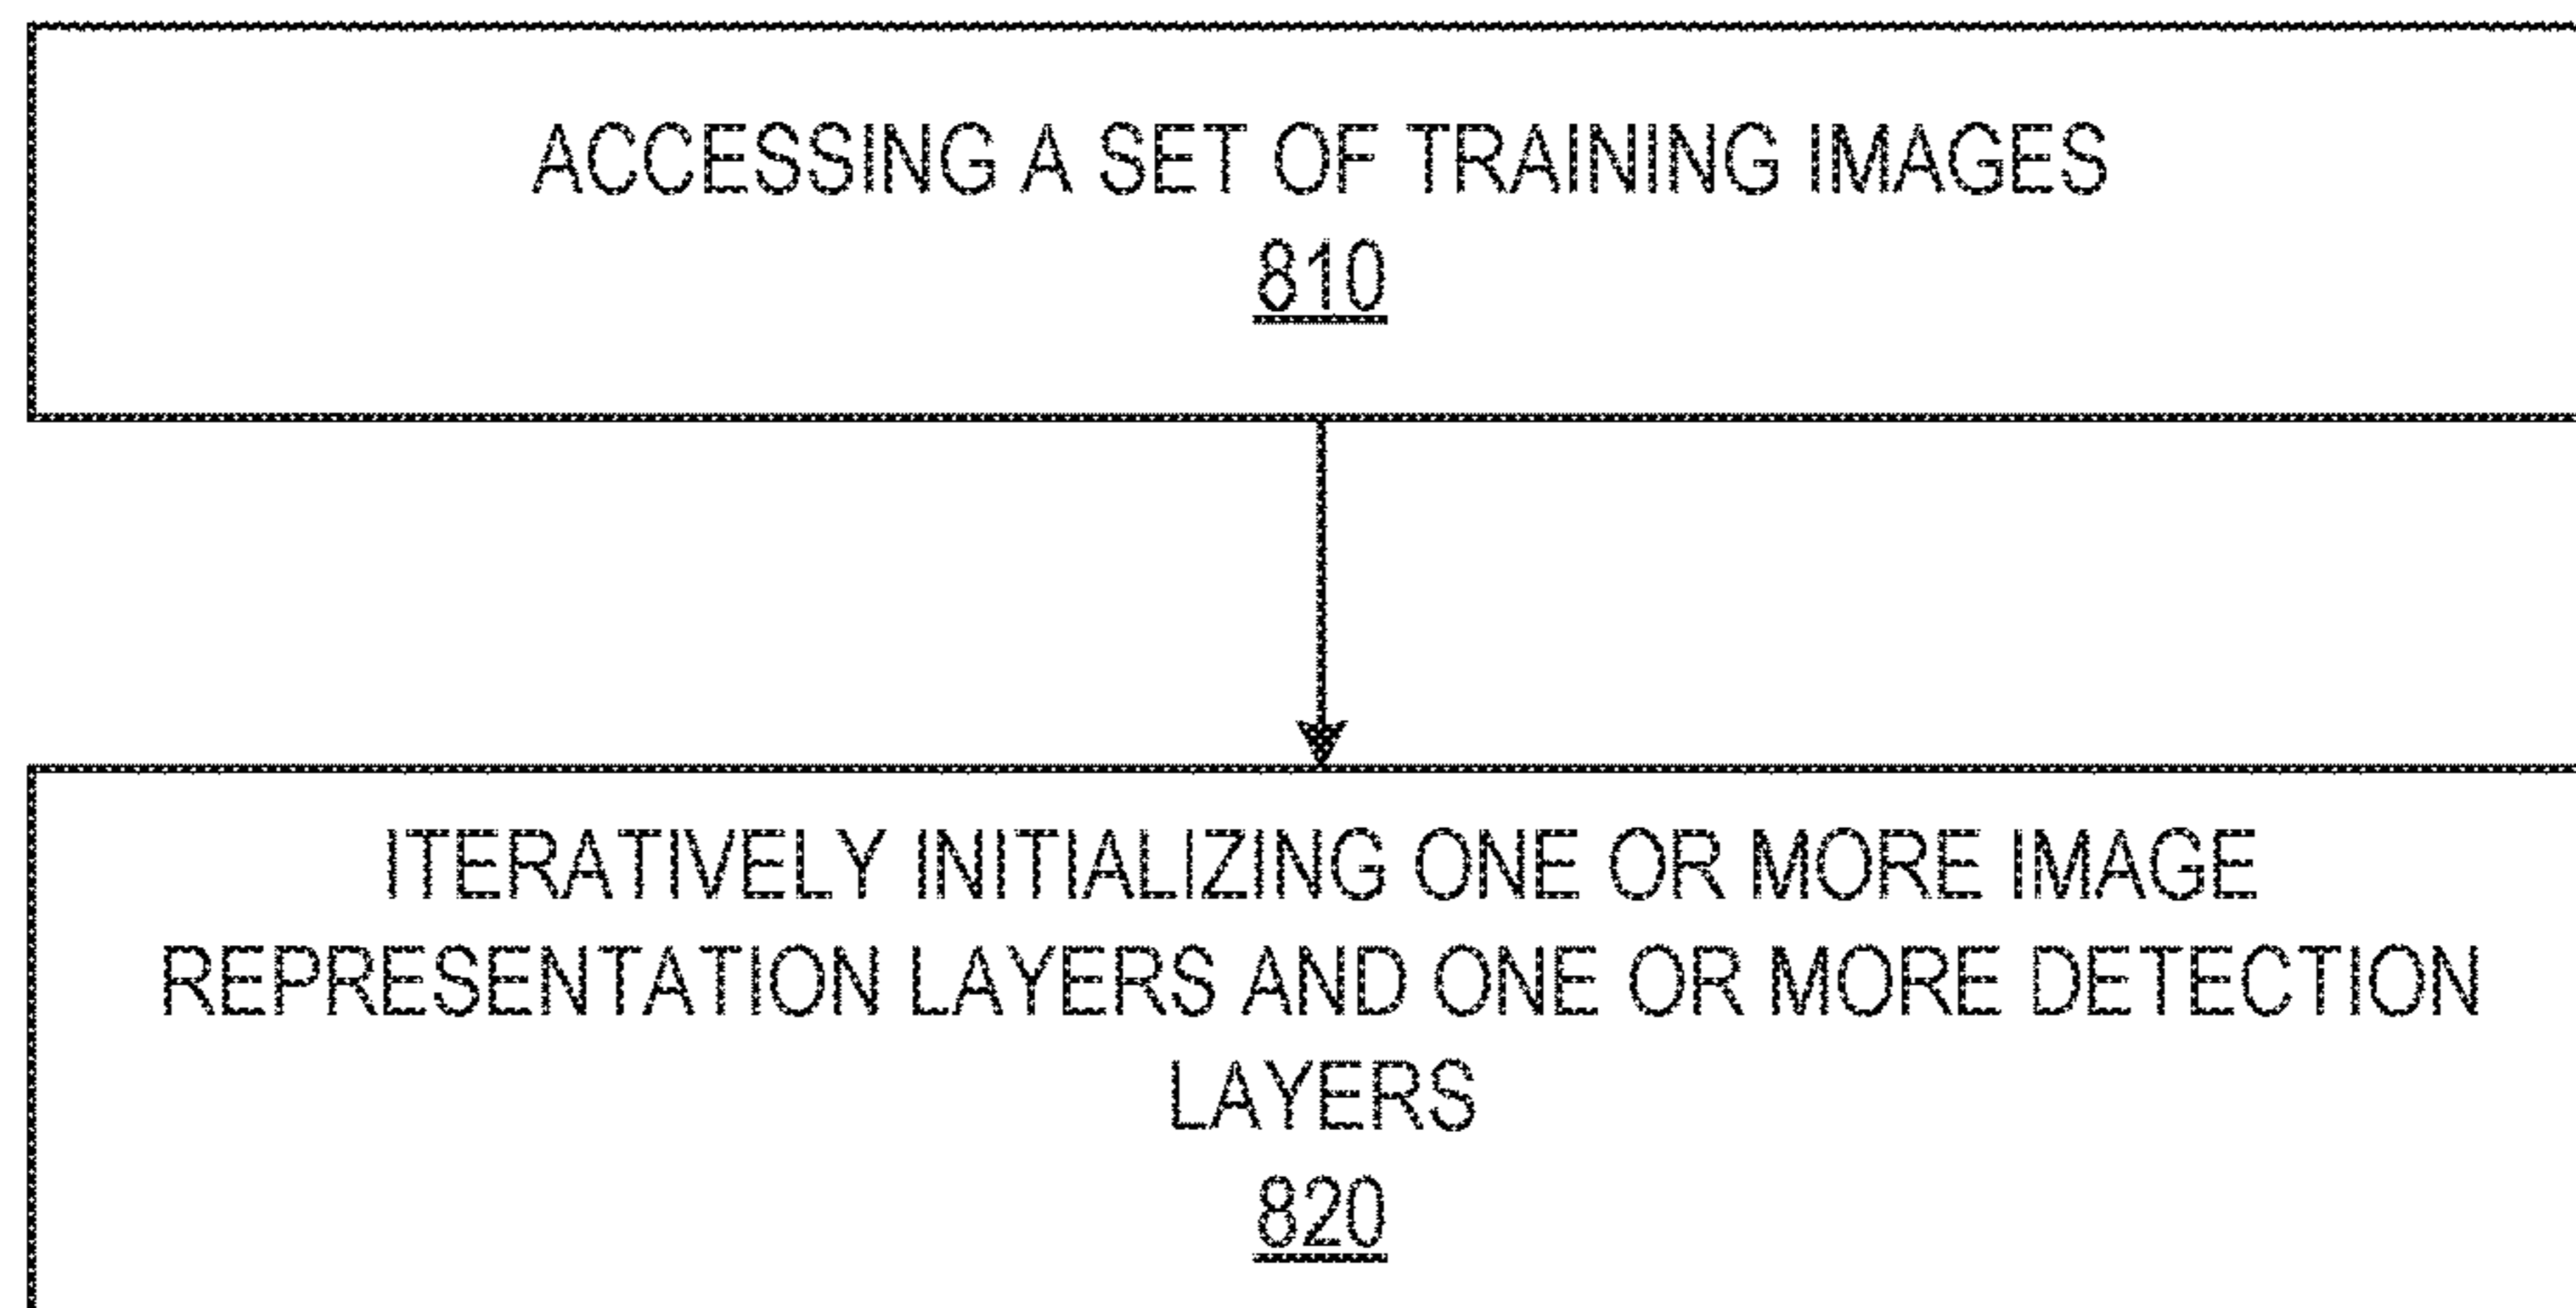 ACCESSING A SET OF TRAINING IMAGES
810
ITERATIVELY INITIALIZING ONE OR MORE IMAGE
REPRESENTATION LAYERS AND ONE OR MORE DETECTION
LAYERS
820